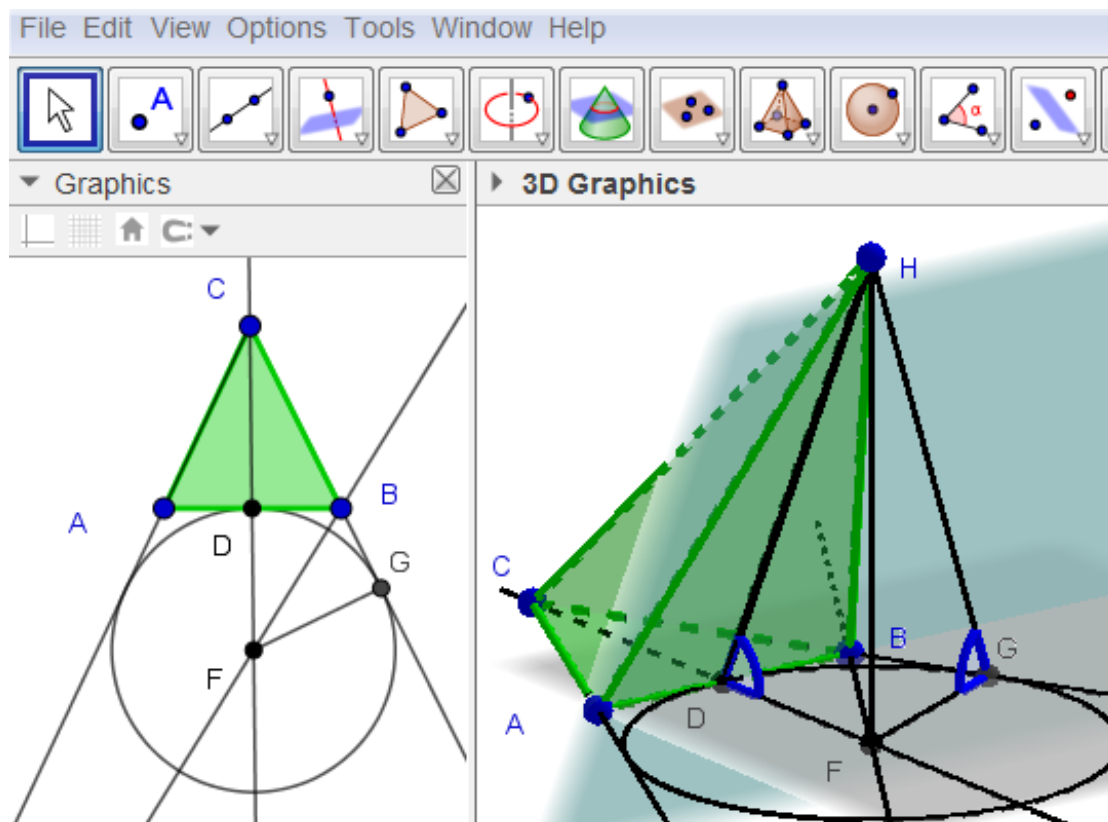 File Edit View Options Tools Window Help
A
α
Graphics
3D Graphics
C
A
B
D
G
F
H
C
B
G
A
D
F